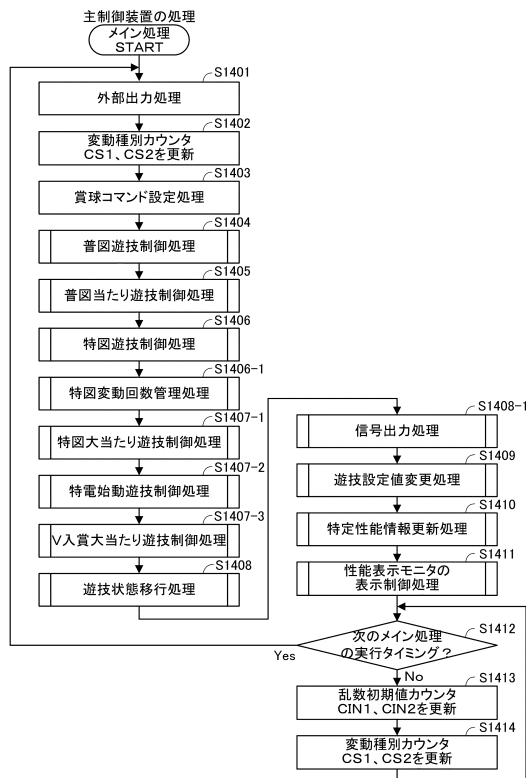 主制御装置の処理
メイン処理
START
S1401
外部出力処理
S1402
変動種別カウンタ
CS1、CS2を更新
S1403
賞球コマンド設定処理
S1404
普図遊技制御処理
S1405
普図当たり遊技制御処理
S1406
特図遊技制御処理
S1406-1
特図変動回数管理処理
S1407-1
特図大当たり遊技制御処理
S1407-2
特電始動遊技制御処理
S1407-3
V入賞大当たり遊技制御処理
S1408
遊技状態移行処理
S1408-1
信号出力処理
S1409
遊技設定値変更処理
S1410
特定性能情報更新処理
S1411
性能表示モニタの
表示制御処理
S1412
次のメイン処理
の実行タイミング？
Yes
No
S1413
乱数初期値カウンタ
CIN1、CIN2を更新
S1414
変動種別カウンタ
CS1、CS2を更新